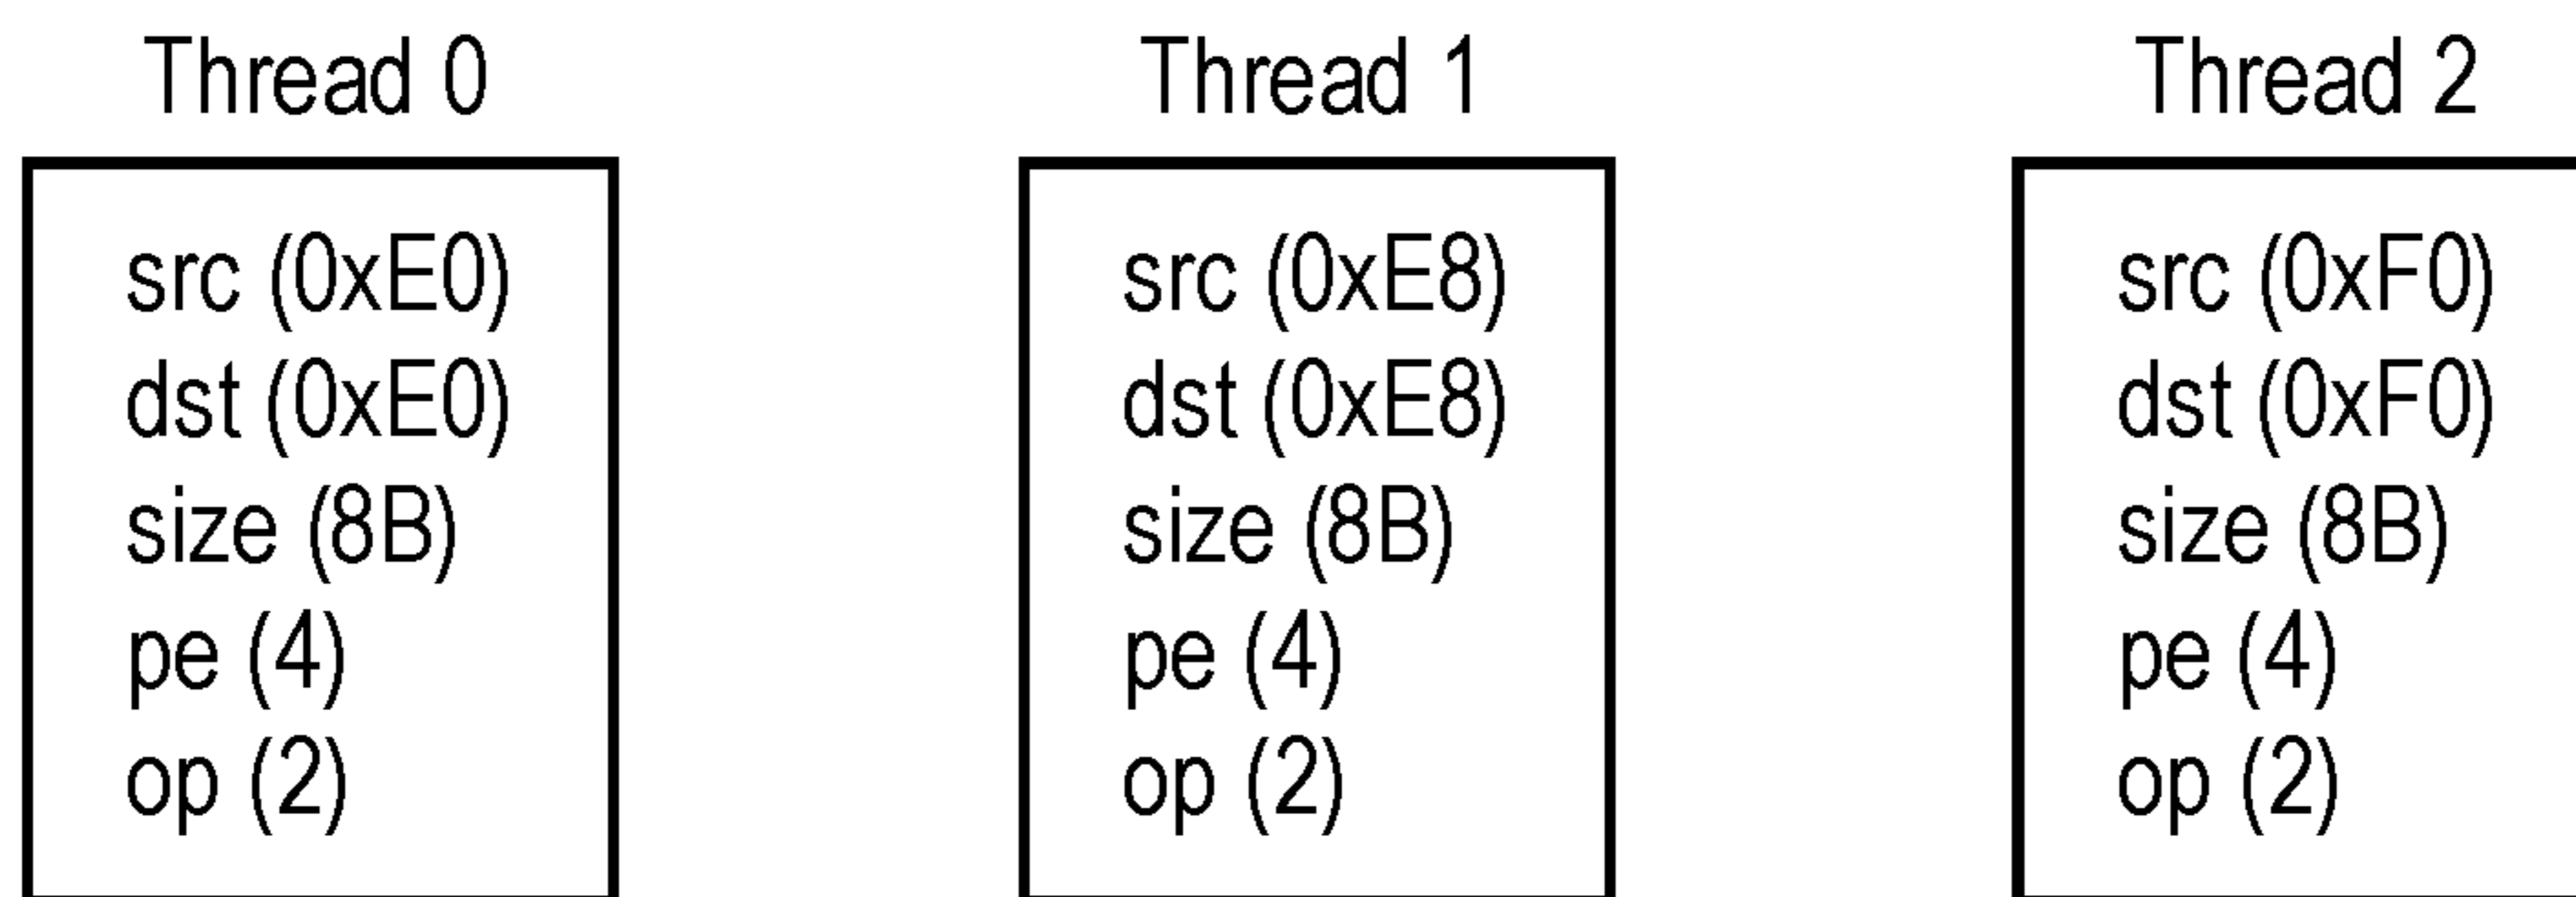 Thread 0
src (0xE0)
dst (0xE0)
size (8B)
pe (4)
op (2)
Thread 1
src (0xE8)
dst (0xE8)
size (8B)
pe (4)
op (2)
Thread 2
src (0xF0)
dst (0xF0)
size (8B)
pe (4)
op (2)